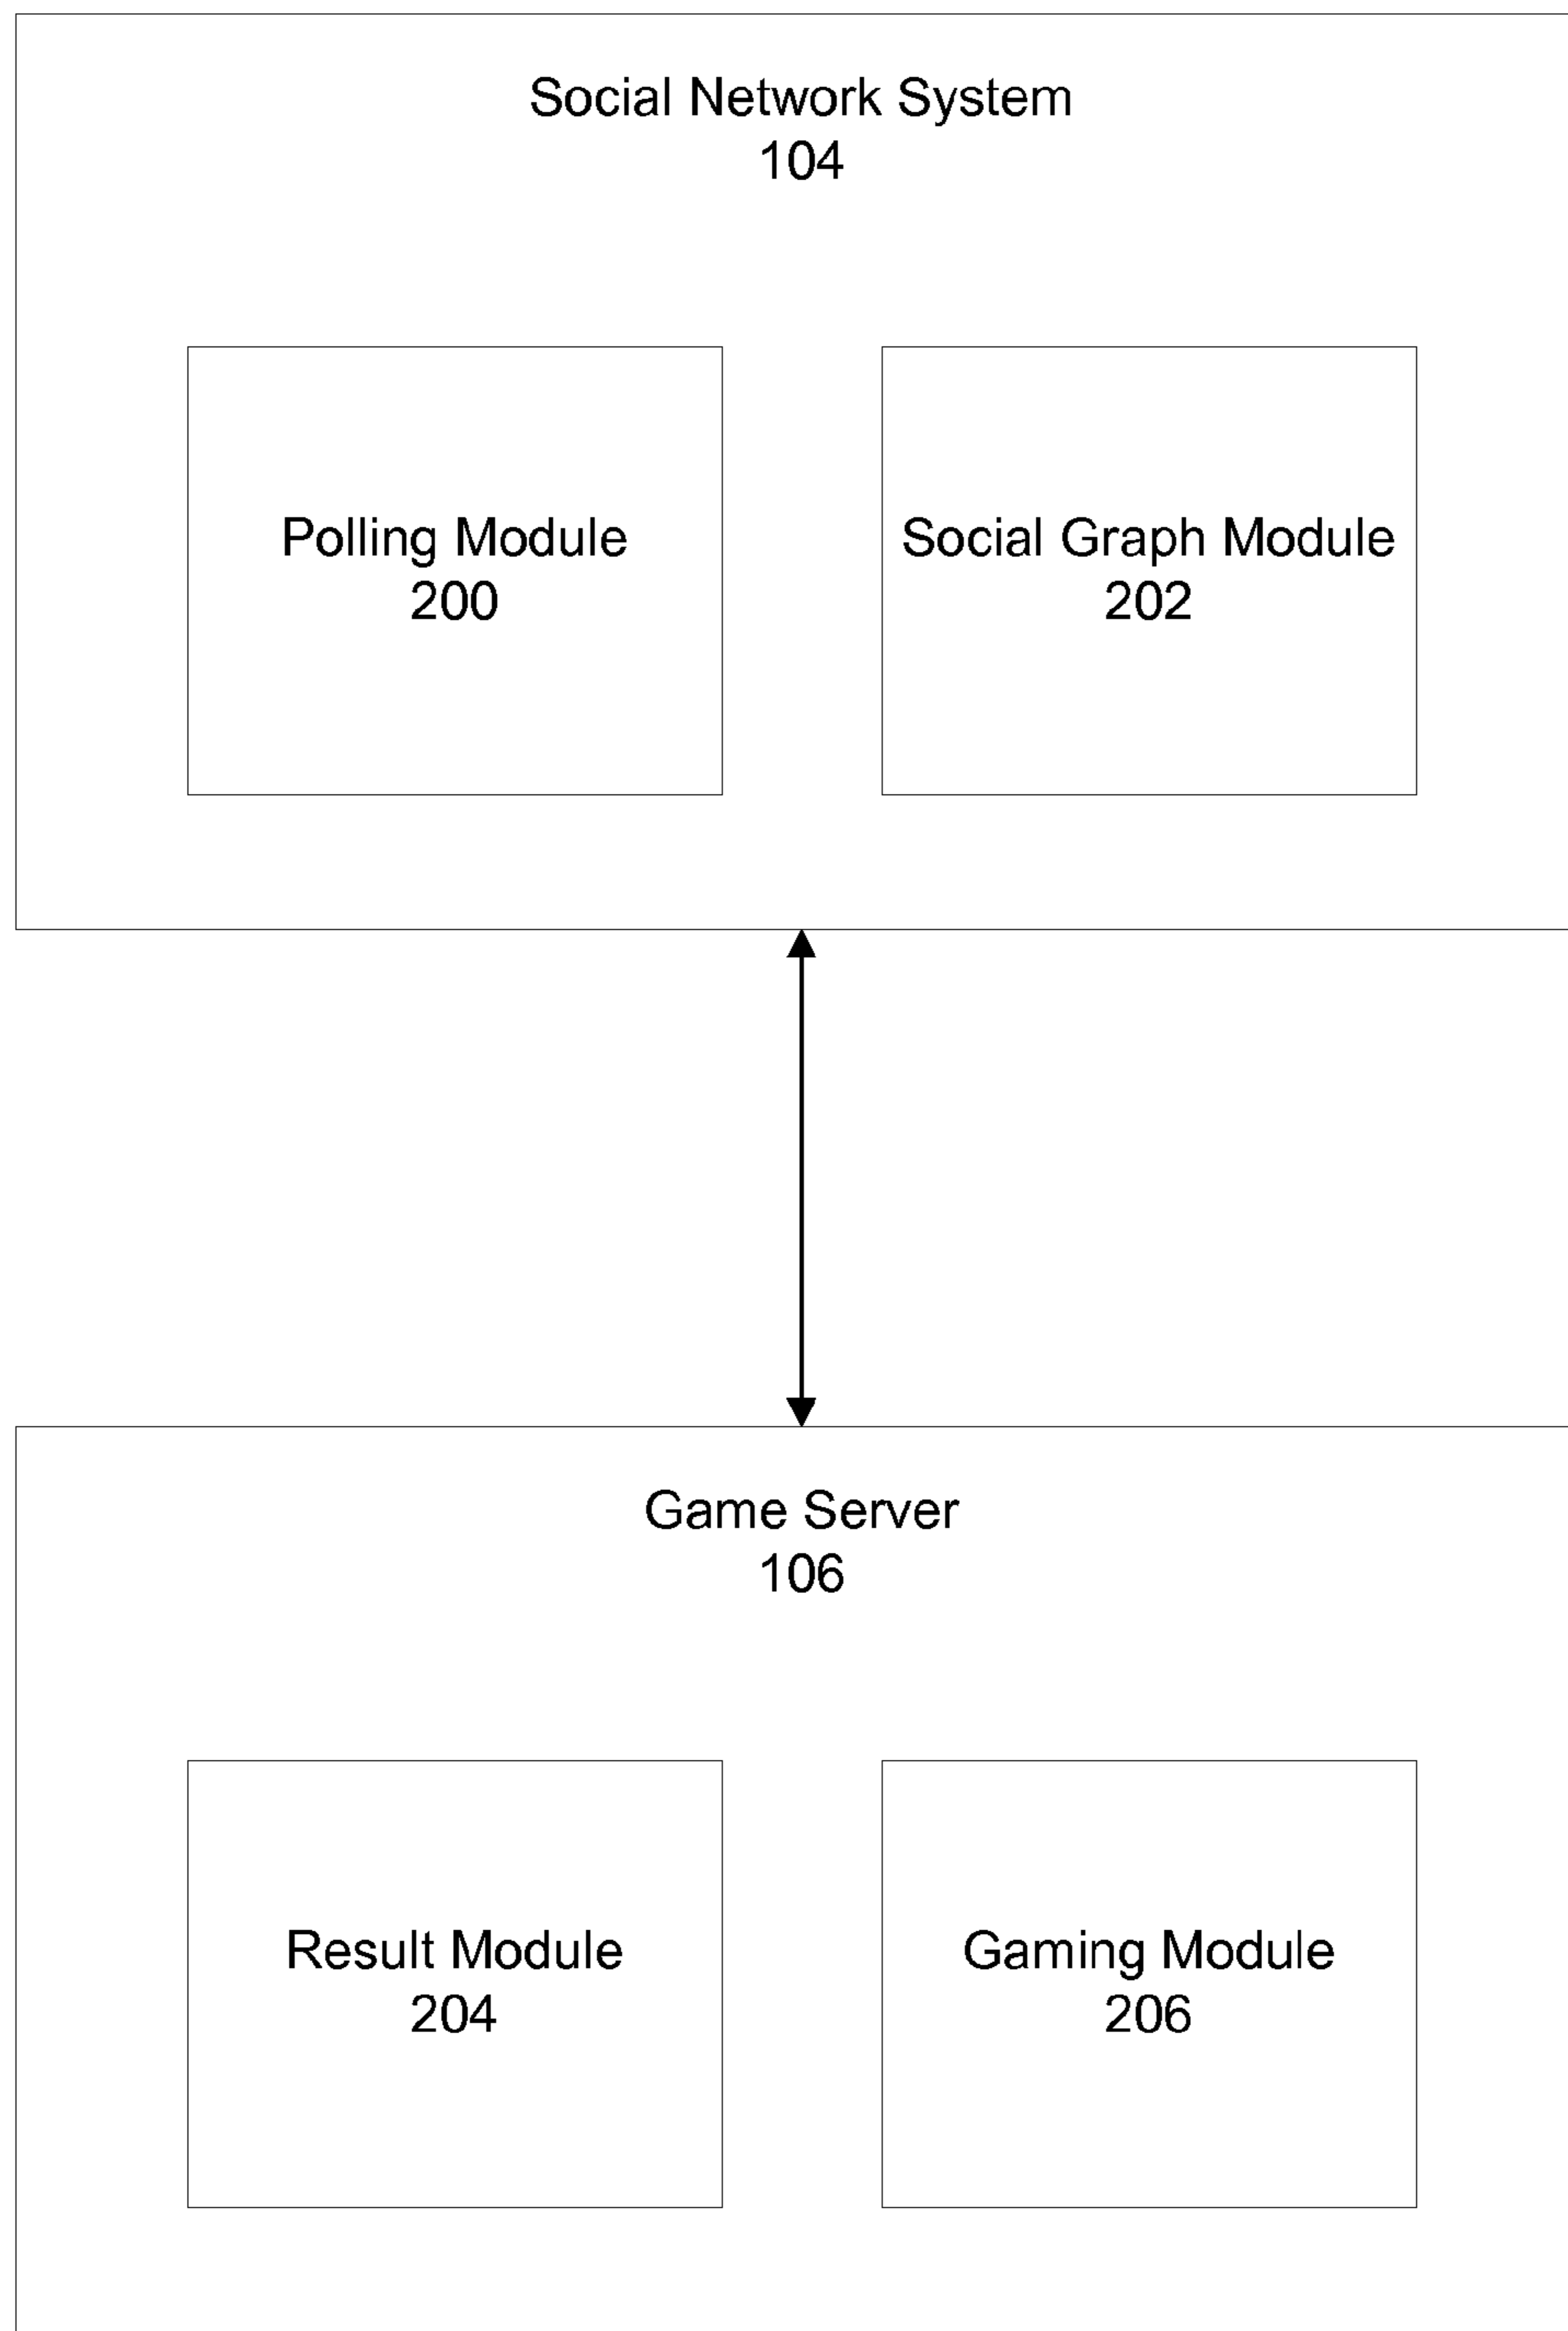 Social Network System
104
Polling Module
200
Social Graph Module
202
Game Server
106
Result Module
204
Gaming Module
206